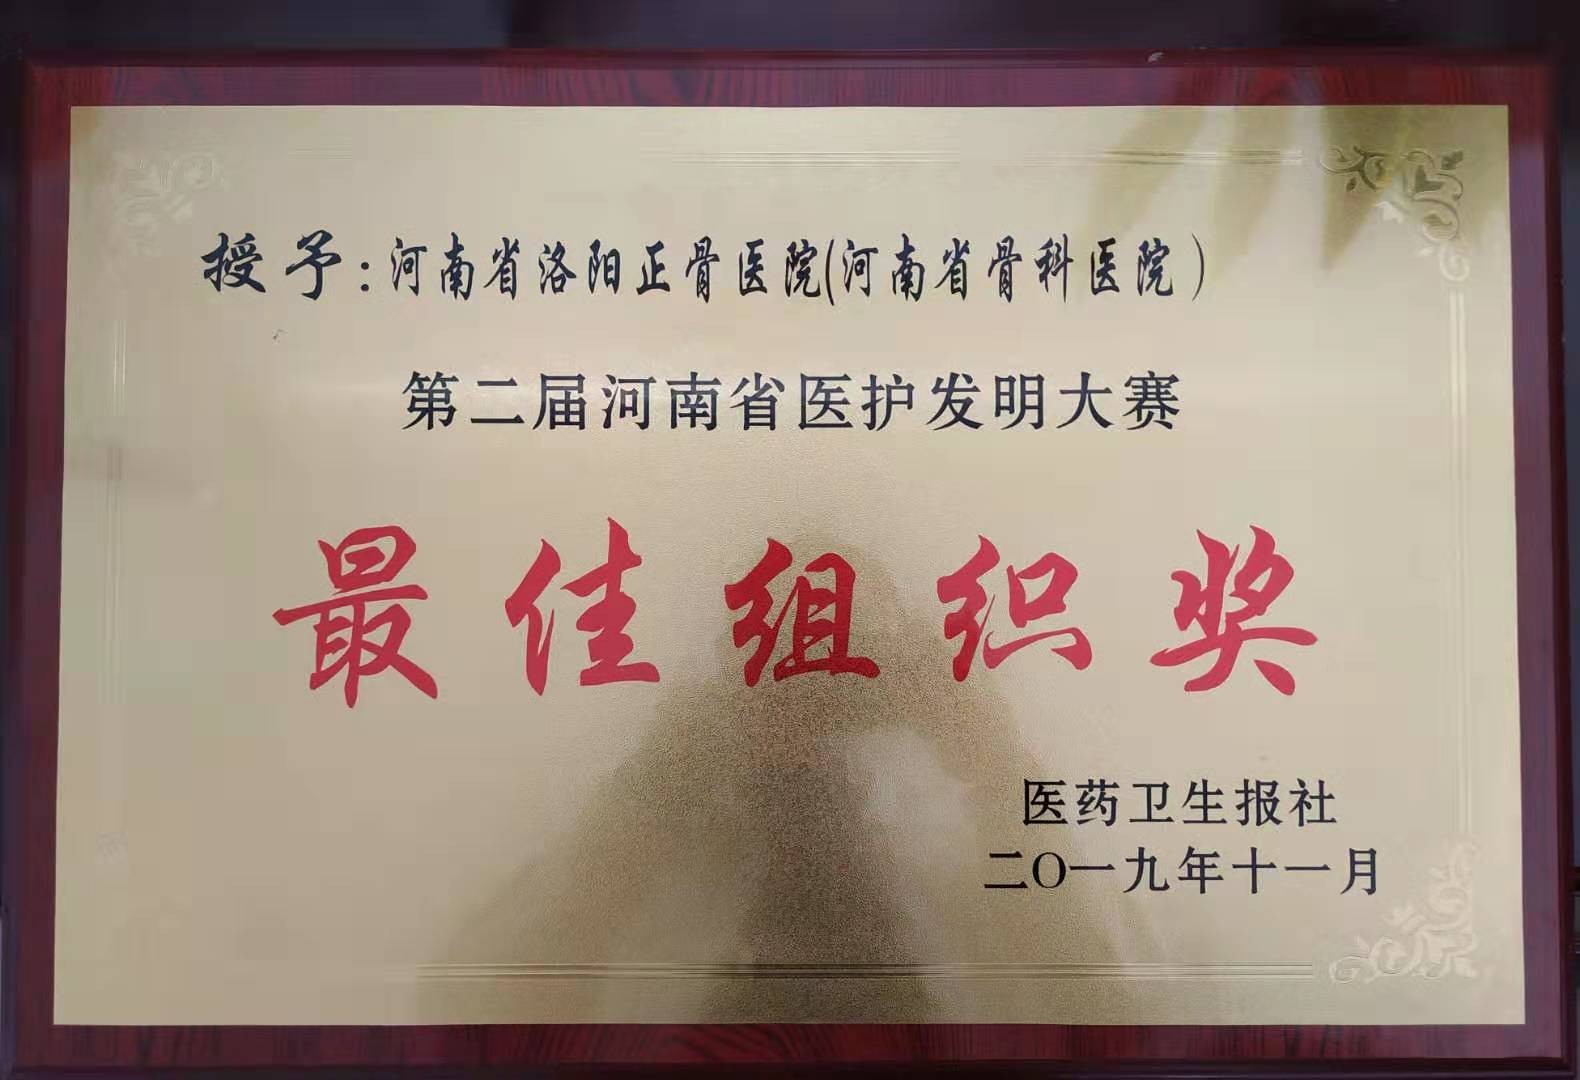 授予:河南省洛阳正骨医院(河南省骨科医院)
第二届河南省医护发明大赛
最佳组织奖
医药卫生报社
二〇一九年十一月